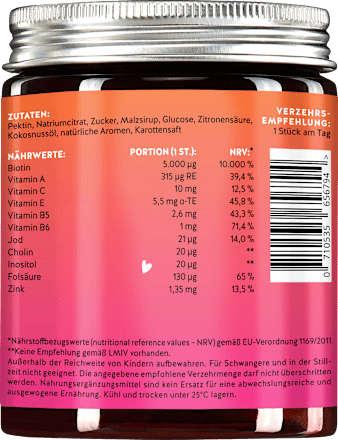 ZUTATEN:
Pektin, Natriumcitrat, Zucker, Malzsirup, Glucose, Zitronensäure,
Kokosnussöl, natürliche Aromen, Karottensaft
VERZEHRS-
EMPFEHLUNG:
1 Stück am Tag
NÄHRWERTE: PORTION (1 ST.): NRV:*
Biotin 5.000 µg 10.000 %
Vitamin A 315 µg RE 39,4 %
Vitamin C 10 mg 12,5 %
Vitamin E 5,5 mg α-TE 45,8 %
Vitamin B5 2,6 mg 43,3 %
Vitamin B6 1 mg 71,4 %
Jod 21 µg 14,0 %
Cholin 20 µg **
Inositol 20 µg **
Folsäure 130 µg 65 %
Zink 1,35 mg 13,5 %
0 710535 656794 >
*Nährstoffbezugswerte (nutritional reference values – NRV) gemäß EU-Verordnung 1169/2011
**Keine Empfehlung gemäß LMIV vorhanden.
Außerhalb der Reichweite von Kindern aufbewahren. Für Schwangere und in der Still-
zeit nicht geeignet. Die angegebene empfohlene Verzehrmenge darf nicht überschritten
werden. Nahrungsergänzungsmittel sind kein Ersatz für eine abwechslungsreiche und
ausgewogene Ernährung. Kühl und trocken unter 25°C lagern.